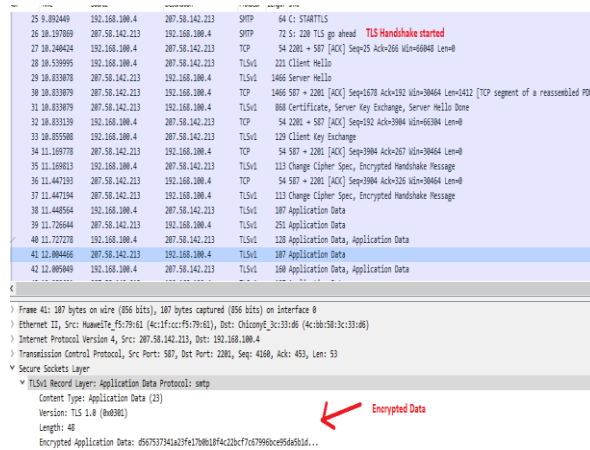 25 9.892449 192.168.100.4 207.58.142.213 SMTP 64 C: STARTTLS
26 10.197869 207.58.142.213 192.168.100.4 SMTP 72 S: 220 TLS go ahead TLS Handshake started
27 10.240424 192.168.100.4 207.58.142.213 TCP 54 2201 → 587 [ACK] Seq=25 Ack=266 Win=66048 Len=0
28 10.539995 192.168.100.4 207.58.142.213 TLSv1 221 Client Hello
29 10.833078 207.58.142.213 192.168.100.4 TLSv1 1466 Server Hello
30 10.833079 207.58.142.213 192.168.100.4 TCP 1466 587 → 2201 [ACK] Seq=1678 Ack=192 Win=30464 Len=1412 [TCP segment of a reassembled PD
31 10.833079 207.58.142.213 192.168.100.4 TLSv1 868 Certificate, Server Key Exchange, Server Hello Done
32 10.833139 192.168.100.4 207.58.142.213 TCP 54 2201 → 587 [ACK] Seq=192 Ack=3904 Win=66304 Len=0
33 10.855508 192.168.100.4 207.58.142.213 TLSv1 129 Client Key Exchange
34 11.169778 207.58.142.213 192.168.100.4 TCP 54 587 → 2201 [ACK] Seq=3904 Ack=267 Win=30464 Len=0
35 11.169813 192.168.100.4 207.58.142.213 TLSv1 113 Change Cipher Spec, Encrypted Handshake Message
36 11.447193 207.58.142.213 192.168.100.4 TCP 54 587 → 2201 [ACK] Seq=3904 Ack=326 Win=30464 Len=0
37 11.447194 207.58.142.213 192.168.100.4 TLSv1 113 Change Cipher Spec, Encrypted Handshake Message
38 11.448564 192.168.100.4 207.58.142.213 TLSv1 107 Application Data
39 11.726644 207.58.142.213 192.168.100.4 TLSv1 251 Application Data
40 11.727278 192.168.100.4 207.58.142.213 TLSv1 128 Application Data, Application Data
41 12.004466 207.58.142.213 192.168.100.4 TLSv1 107 Application Data
42 12.005049 192.168.100.4 207.58.142.213 TLSv1 160 Application Data, Application Data
Frame 41: 107 bytes on wire (856 bits), 107 bytes captured (856 bits) on interface 0
Ethernet II, Src: HuaweiTe_f5:79:61 (4c:1f:cc:f5:79:61), Dst: ChiconyE_3c:33:d6 (4c:bb:58:3c:33:d6)
Internet Protocol Version 4, Src: 207.58.142.213, Dst: 192.168.100.4
Transmission Control Protocol, Src Port: 587, Dst Port: 2201, Seq: 4160, Ack: 453, Len: 53
Secure Sockets Layer
TLSv1 Record Layer: Application Data Protocol: smtp
Content Type: Application Data (23)
Version: TLS 1.0 (0x0301)
Encrypted Data
Length: 48
Encrypted Application Data: d567537341a23fe17b0b18f4c22bcf7c67996bce95da5b1d...